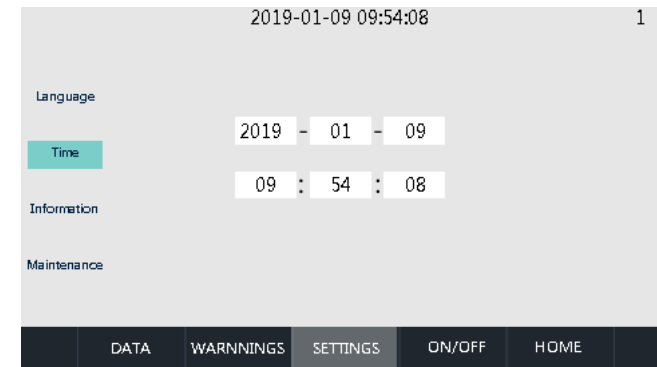 2019-01-09 09:54:08 1
Language
2019 - 01 - 09
Time
09 : 54 : 08
Information
Maintenance
DATA WARNNINGS SETTINGS ON/OFF HOME